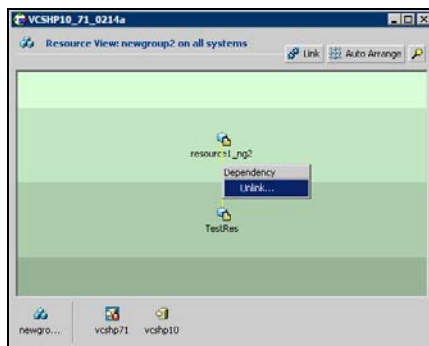 VCSHP10_71_0214a
Resource View: newgroup2 on all systems
Link
Auto Arrange
resource1_ng2
Dependency
Unlink...
TestRes
newgro...
vcshp71
vcshp10